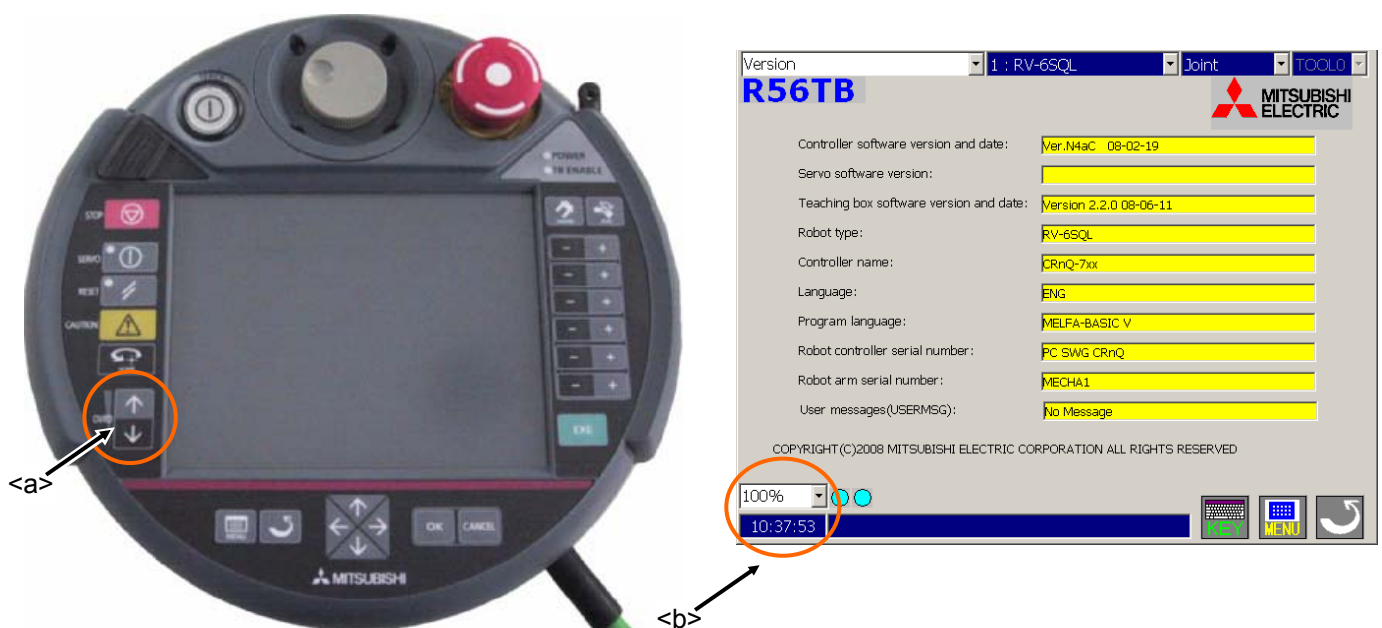 POWER
TB ENABLE
STOP
SERVO
RESET
CAUTION
OVRD
EXE
MENU
OK
CANCEL
MITSUBISHI
<a>
Version
1 : RV-6SQL
Joint
TOOL0
R56TB
MITSUBISHI
ELECTRIC
Controller software version and date:
Ver.N4aC 08-02-19
Servo software version:
Teaching box software version and date:
Version 2.2.0 08-06-11
Robot type:
RV-6SQL
Controller name:
CRnQ-7xx
Language:
ENG
Program language:
MELFA-BASIC V
Robot controller serial number:
PC SWG CRnQ
Robot arm serial number:
MECHA1
User messages(USERMSG):
No Message
COPYRIGHT(C)2008 MITSUBISHI ELECTRIC CORPORATION ALL RIGHTS RESERVED
100%
10:37:53
KEY
MENU
<b>